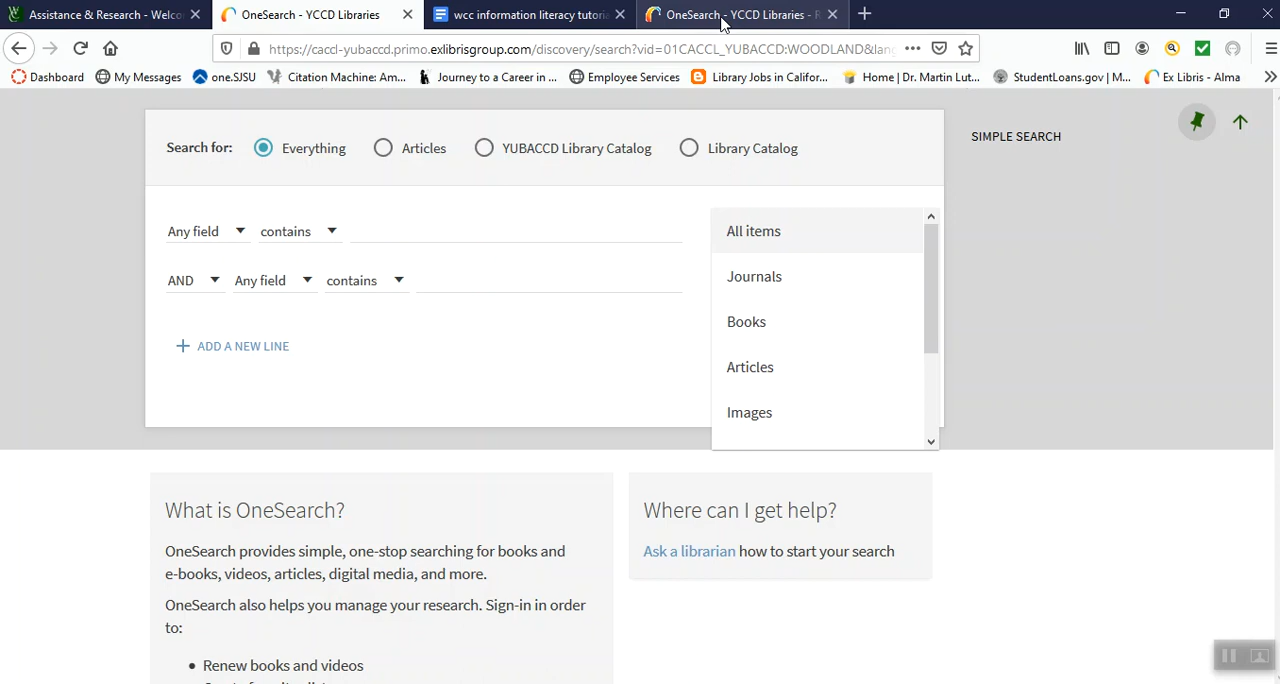 Assistance & Research - Welco
OneSearch - YCCD Libraries
wcc information literacy tutoria
OneSearch - YCCD Libraries - R
https://caccl-yubaccd.primo.exlibrisgroup.com/discovery/search?vid=01CACCL_YUBACCD:WOODLAND&lan
Dashboard
My Messages
one.SJSU
Citation Machine: Am...
Journey to a Career in ...
Employee Services
Library Jobs in Califor...
Home | Dr. Martin Lut...
StudentLoans.gov | M...
Ex Libris - Alma
Search for:
Everything
Articles
YUBACCD Library Catalog
Library Catalog
SIMPLE SEARCH
Any field
contains
All items
AND
Any field
contains
Journals
Books
ADD A NEW LINE
Articles
Images
What is OneSearch?
OneSearch provides simple, one-stop searching for books and
e-books, videos, articles, digital media, and more.
OneSearch also helps you manage your research. Sign-in in order
to:
• Renew books and videos
Where can I get help?
Ask a librarian how to start your search